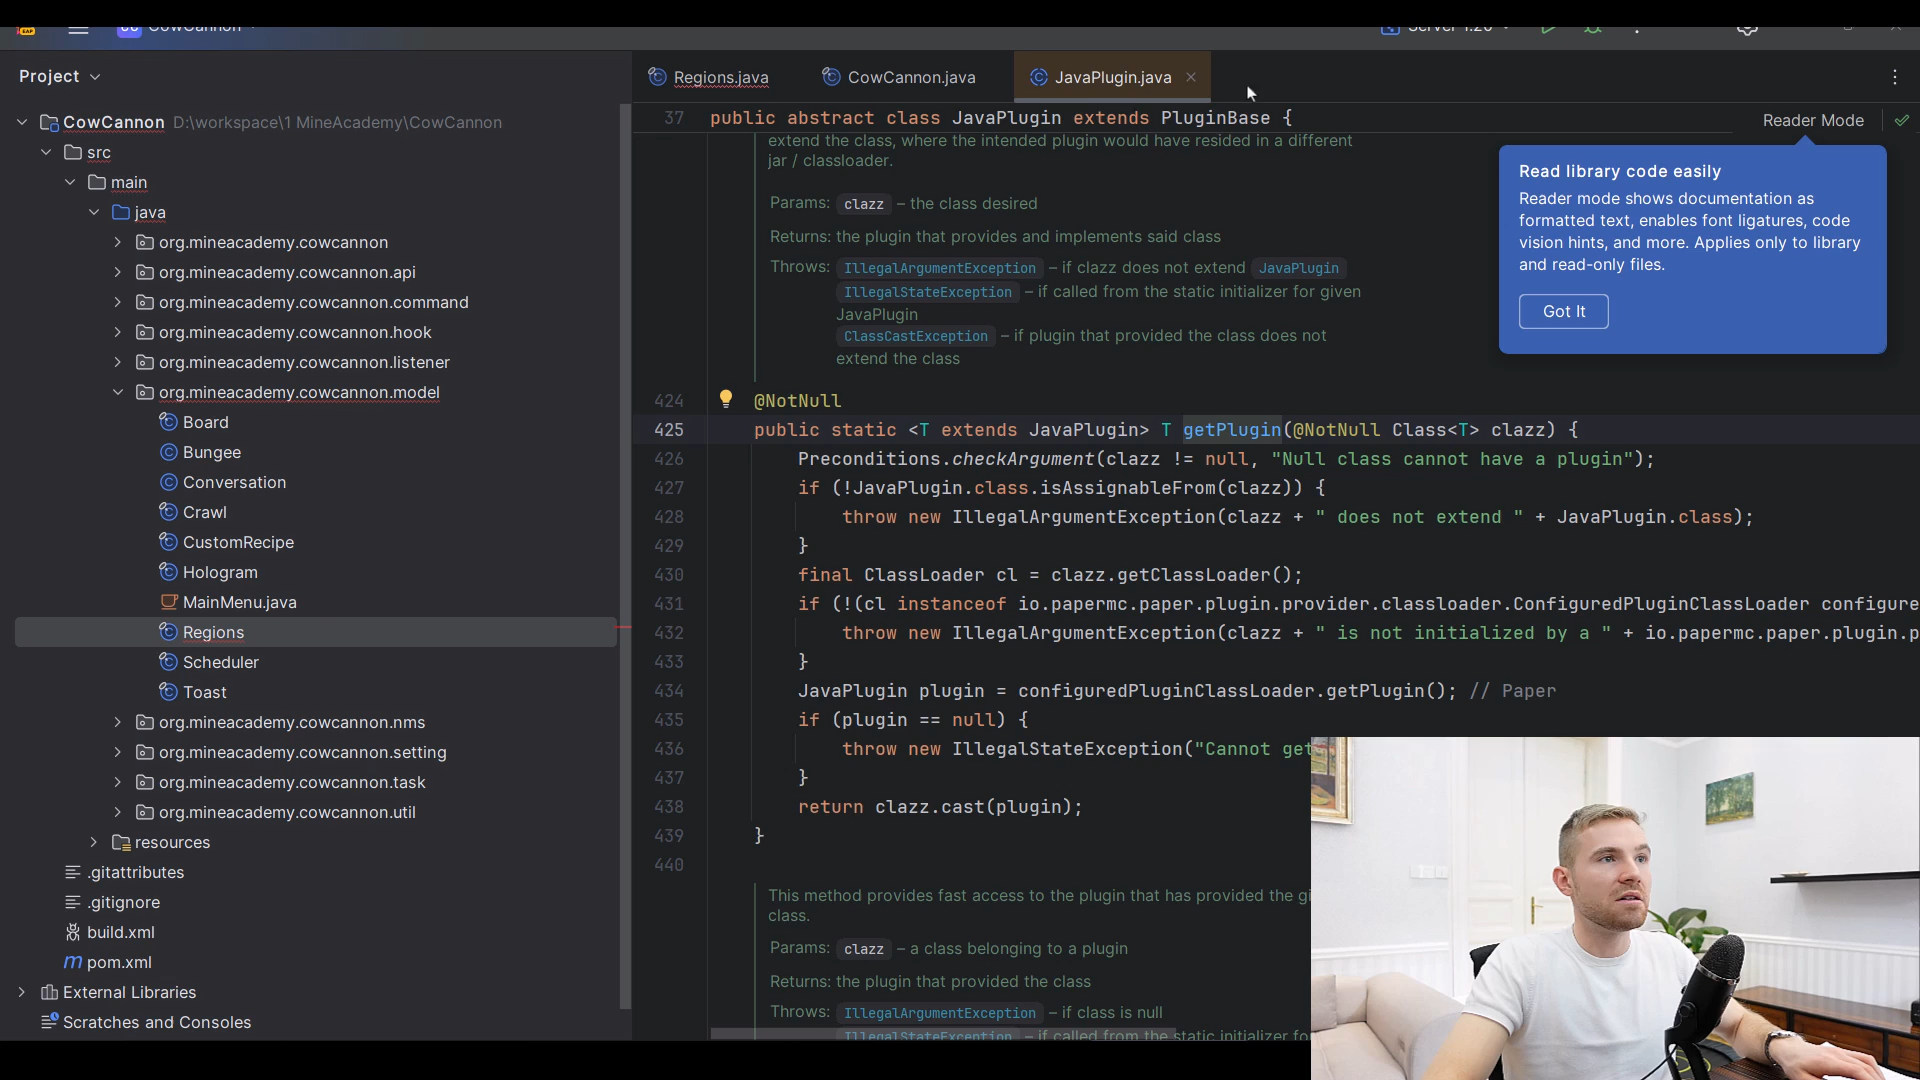 EAP
CowCannon
Server 1.20
Project
Regions.java
CowCannon.java
JavaPlugin.java
CowCannon D:\workspace\1 MineAcademy\CowCannon
src
main
java
org.mineacademy.cowcannon
org.mineacademy.cowcannon.api
org.mineacademy.cowcannon.command
org.mineacademy.cowcannon.hook
org.mineacademy.cowcannon.listener
org.mineacademy.cowcannon.model
Board
Bungee
Conversation
Crawl
CustomRecipe
Hologram
MainMenu.java
Regions
Scheduler
Toast
org.mineacademy.cowcannon.nms
org.mineacademy.cowcannon.setting
org.mineacademy.cowcannon.task
org.mineacademy.cowcannon.util
resources
.gitattributes
.gitignore
build.xml
pom.xml
External Libraries
Scratches and Consoles
37 public abstract class JavaPlugin extends PluginBase {
Reader Mode
extend the class, where the intended plugin would have resided in a different
jar / classloader.
Params: clazz – the class desired
Returns: the plugin that provides and implements said class
Throws: IllegalArgumentException – if clazz does not extend JavaPlugin
IllegalStateException – if called from the static initializer for given
JavaPlugin
ClassCastException – if plugin that provided the class does not
extend the class
424 @NotNull
425 public static <T extends JavaPlugin> T getPlugin(@NotNull Class<T> clazz) {
426 Preconditions.checkArgument(clazz != null, "Null class cannot have a plugin");
427 if (!JavaPlugin.class.isAssignableFrom(clazz)) {
428 throw new IllegalArgumentException(clazz + " does not extend " + JavaPlugin.class);
429 }
430 final ClassLoader cl = clazz.getClassLoader();
431 if (!(cl instanceof io.papermc.paper.plugin.provider.classloader.ConfiguredPluginClassLoader configure
432 throw new IllegalArgumentException(clazz + " is not initialized by a " + io.papermc.paper.plugin.p
433 }
434 JavaPlugin plugin = configuredPluginClassLoader.getPlugin(); // Paper
435 if (plugin == null) {
436 throw new IllegalStateException("Cannot get
437 }
438 return clazz.cast(plugin);
439 }
440
This method provides fast access to the plugin that has provided the gi
class.
Params: clazz – a class belonging to a plugin
Returns: the plugin that provided the class
Throws: IllegalArgumentException – if class is null
IllegalStateException – if called from the static initializer for
Read library code easily
Reader mode shows documentation as
formatted text, enables font ligatures, code
vision hints, and more. Applies only to library
and read-only files.
Got It